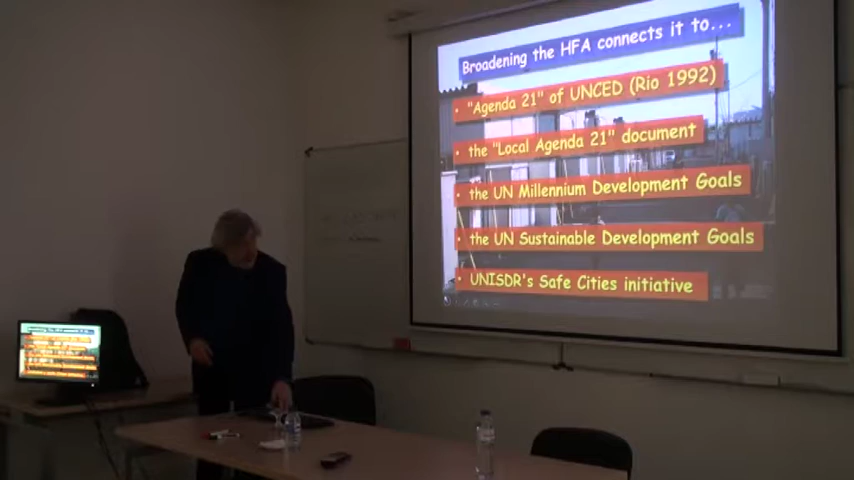 Broadening the HFA connects it to...
• "Agenda 21" of UNCED (Rio 1992)
• the "Local Agenda 21" document
• the UN Millennium Development Goals
• the UN Sustainable Development Goals
• UNISDR's Safe Cities initiative